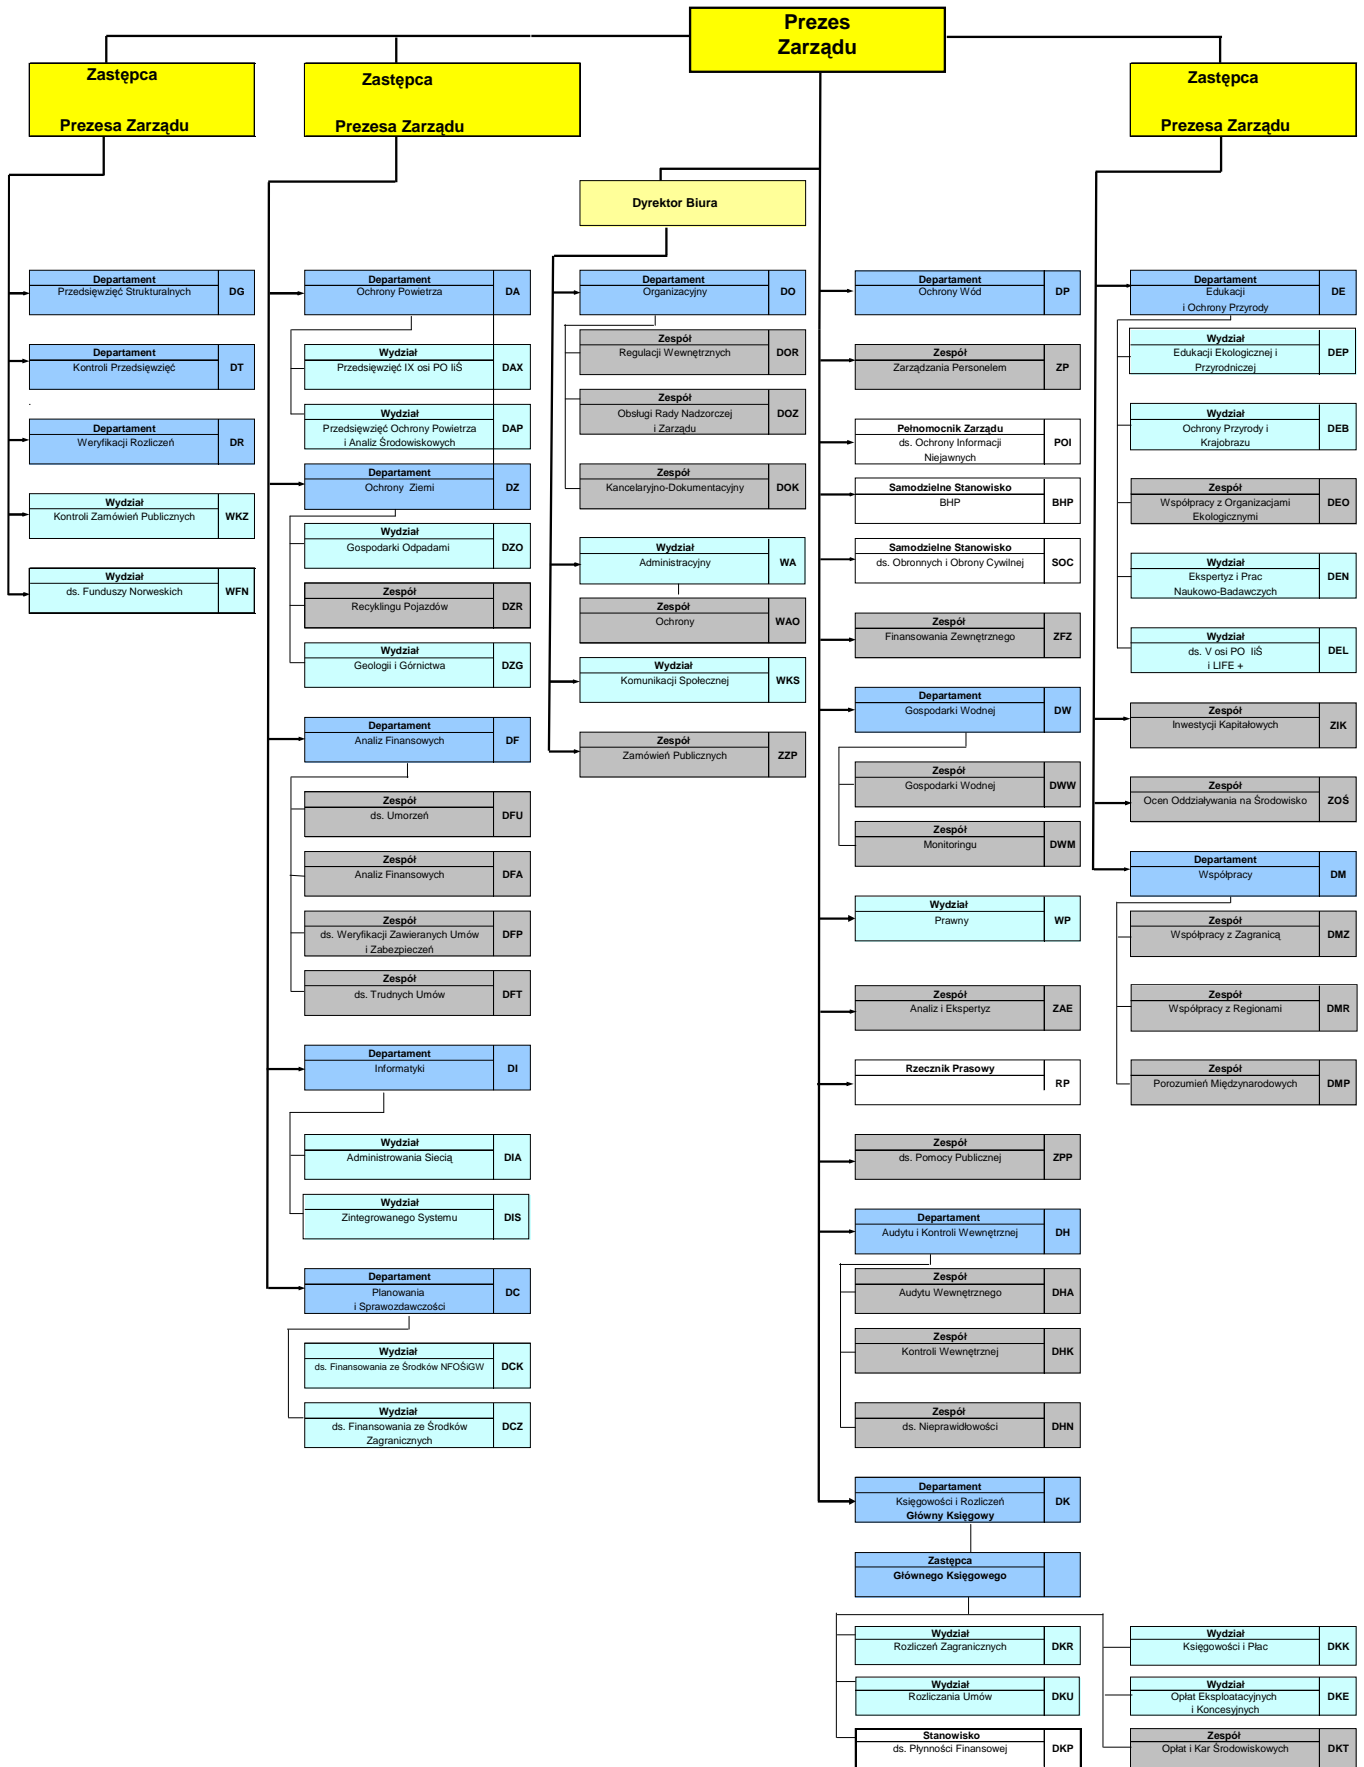 Prezes
Zarządu
Zastępca
Prezesa Zarządu
Zastępca
Prezesa Zarządu
Zastępca
Prezesa Zarządu
Dyrektor Biura
Departament
Przedsięwzięć Strukturalnych
DG
Departament
Kontroli Przedsięwzięć
DT
Departament
Weryfikacji Rozliczeń
DR
Wydział
Kontroli Zamówień Publicznych
WKZ
Wydział
ds. Funduszy Norweskich
WFN
Departament
Ochrony Powietrza
DA
Wydział
Przedsięwzięć IX osi PO IiŚ
DAX
Wydział
Przedsięwzięć Ochrony Powietrza
i Analiz Środowiskowych
DAP
Departament
Ochrony Ziemi
DZ
Wydział
Gospodarki Odpadami
DZO
Zespół
Recyklingu Pojazdów
DZR
Wydział
Geologii i Górnictwa
DZG
Departament
Analiz Finansowych
DF
Zespół
ds. Umorzeń
DFU
Zespół
Analiz Finansowych
DFA
Zespół
ds. Weryfikacji Zawieranych Umów
i Zabezpieczeń
DFP
Zespół
ds. Trudnych Umów
DFT
Departament
Informatyki
DI
Wydział
Administrowania Siecią
DIA
Wydział
Zintegrowanego Systemu
DIS
Departament
Planowania
i Sprawozdawczości
DC
Wydział
ds. Finansowania ze Środków NFOŚiGW
DCK
Wydział
ds. Finansowania ze Środków
Zagranicznych
DCZ
Departament
Organizacyjny
DO
Zespół
Regulacji Wewnętrznych
DOR
Zespół
Obsługi Rady Nadzorczej
i Zarządu
DOZ
Zespół
Kancelaryjno-Dokumentacyjny
DOK
Wydział
Administracyjny
WA
Zespół
Ochrony
WAO
Wydział
Komunikacji Społecznej
WKS
Zespół
Zamówień Publicznych
ZZP
Departament
Ochrony Wód
DP
Zespół
Zarządzania Personelem
ZP
Pełnomocnik Zarządu
ds. Ochrony Informacji
Niejawnych
POI
Samodzielne Stanowisko
BHP
BHP
Samodzielne Stanowisko
ds. Obronnych i Obrony Cywilnej
SOC
Zespół
Finansowania Zewnętrznego
ZFZ
Departament
Gospodarki Wodnej
DW
Zespół
Gospodarki Wodnej
DWW
Zespół
Monitoringu
DWM
Wydział
Prawny
WP
Zespół
Analiz i Ekspertyz
ZAE
Rzecznik Prasowy
RP
Zespół
ds. Pomocy Publicznej
ZPP
Departament
Audytu i Kontroli Wewnętrznej
DH
Zespół
Audytu Wewnętrznego
DHA
Zespół
Kontroli Wewnętrznej
DHK
Zespół
ds. Nieprawidłowości
DHN
Departament
Księgowości i Rozliczeń
Główny Księgowy
DK
Zastępca
Głównego Księgowego
Wydział
Rozliczeń Zagranicznych
DKR
Wydział
Rozliczania Umów
DKU
Stanowisko
ds. Płynności Finansowej
DKP
Departament
Edukacji
i Ochrony Przyrody
DE
Wydział
Edukacji Ekologicznej i
Przyrodniczej
DEP
Wydział
Ochrony Przyrody i
Krajobrazu
DEB
Zespół
Współpracy z Organizacjami
Ekologicznymi
DEO
Wydział
Ekspertyz i Prac
Naukowo-Badawczych
DEN
Wydział
ds. V osi PO IiŚ
i LIFE +
DEL
Zespół
Inwestycji Kapitałowych
ZIK
Zespół
Ocen Oddziaływania na Środowisko
ZOŚ
Departament
Współpracy
DM
Zespół
Współpracy z Zagranicą
DMZ
Zespół
Współpracy z Regionami
DMR
Zespół
Porozumień Międzynarodowych
DMP
Wydział
Księgowości i Płac
DKK
Wydział
Opłat Eksploatacyjnych
i Koncesyjnych
DKE
Zespół
Opłat i Kar Środowiskowych
DKT